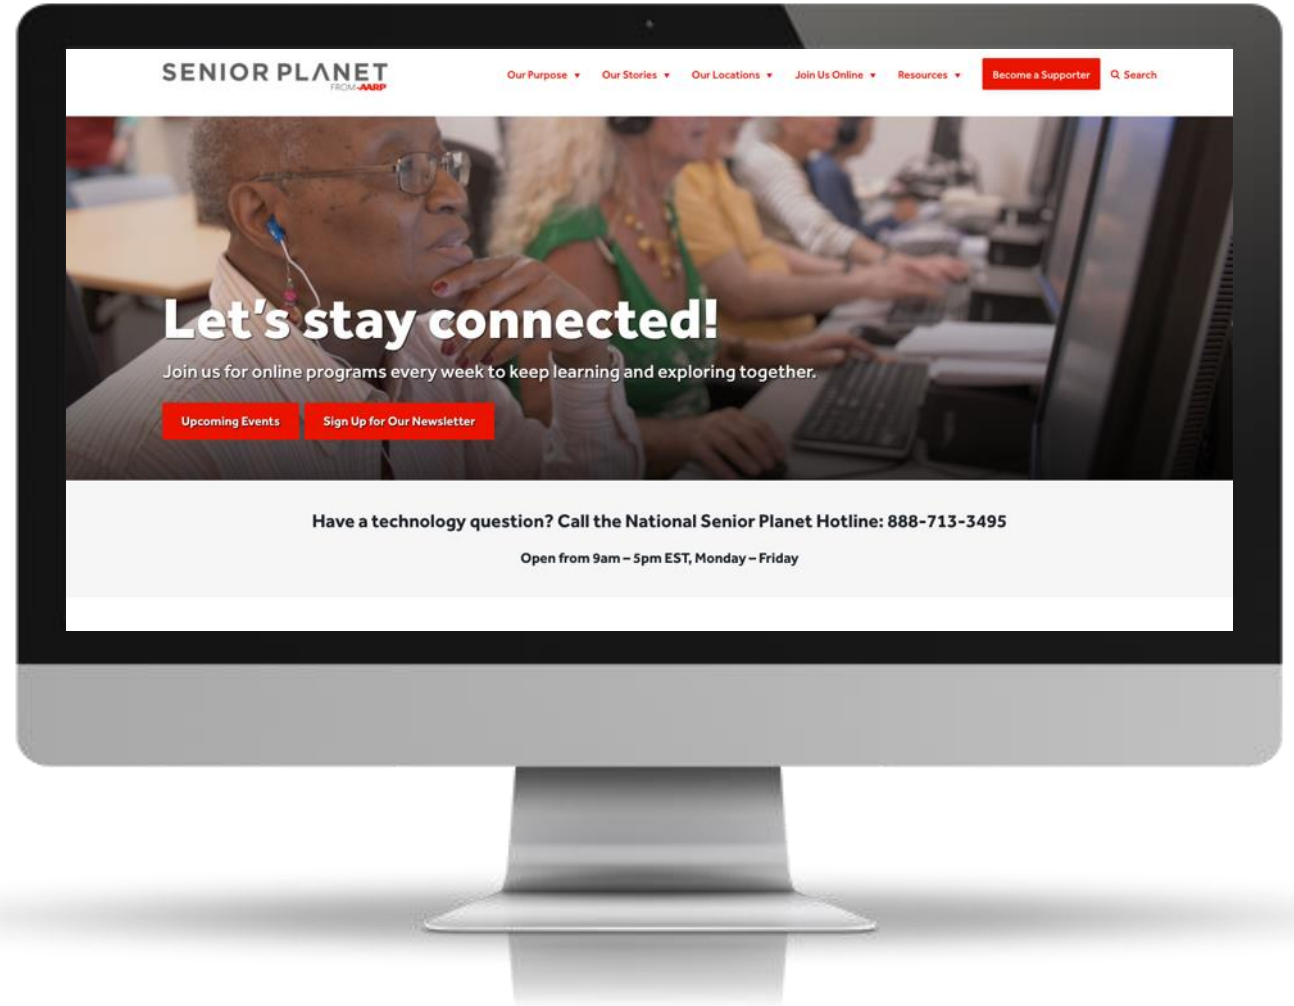 SENIOR PLANET
FROM AARP
Our Purpose ▼ Our Stories ▼ Our Locations ▼ Join Us Online ▼ Resources ▼ Become a Supporter Search
Let's stay connected!
Join us for online programs every week to keep learning and exploring together.
Upcoming Events Sign Up for Our Newsletter
Have a technology question? Call the National Senior Planet Hotline: 888-713-3495
Open from 9am – 5pm EST, Monday – Friday